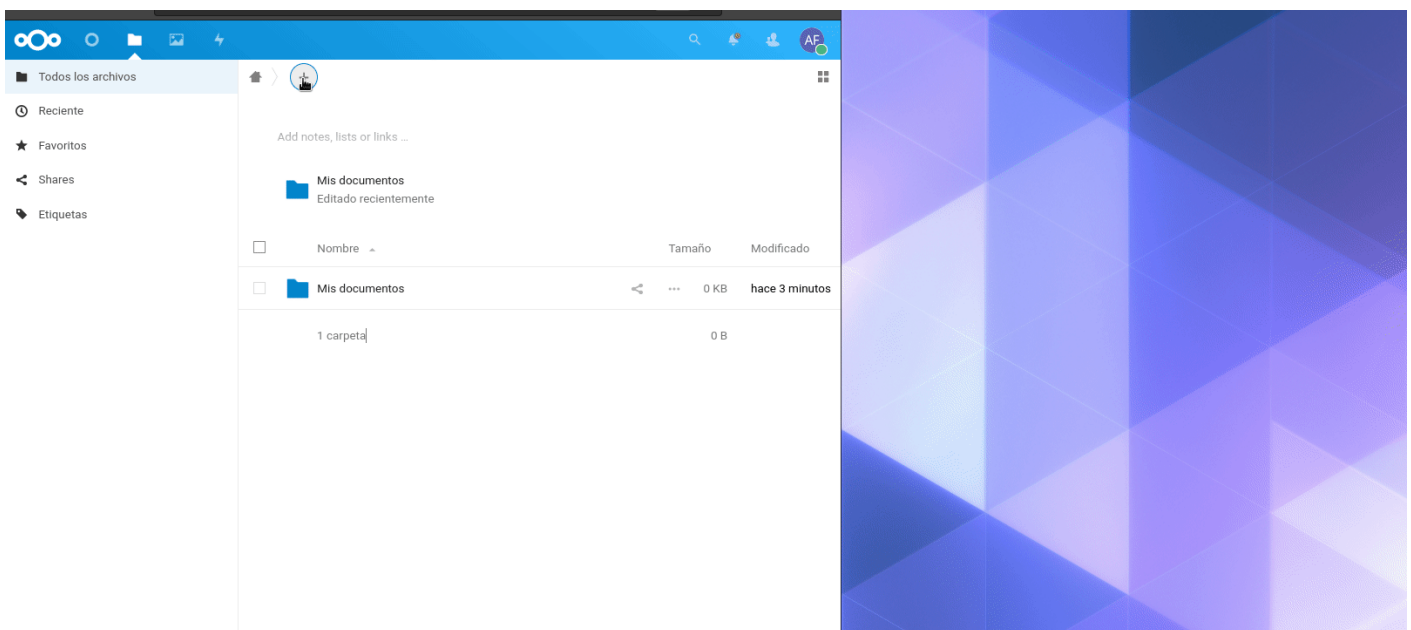 AF
Todos los archivos
Reciente
Favoritos
Shares
Etiquetas
Add notes, lists or links ...
Mis documentos
Editado recientemente
Nombre Tamaño Modificado
Mis documentos 0 KB hace 3 minutos
1 carpeta 0 B